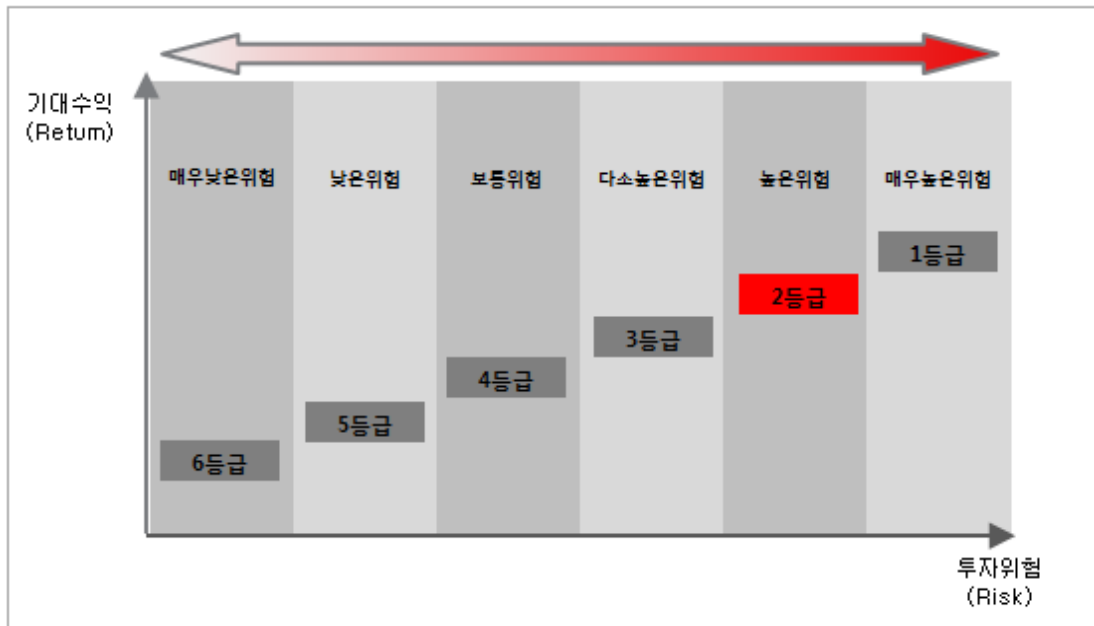 기대수익
(Retum)
매우낮은위험
낮은위험
보통위험
다소높은위험
높은위험
매우높은위험
1등급
2등급
3등급
4등급
5등급
6등급
투자위험
(Risk)